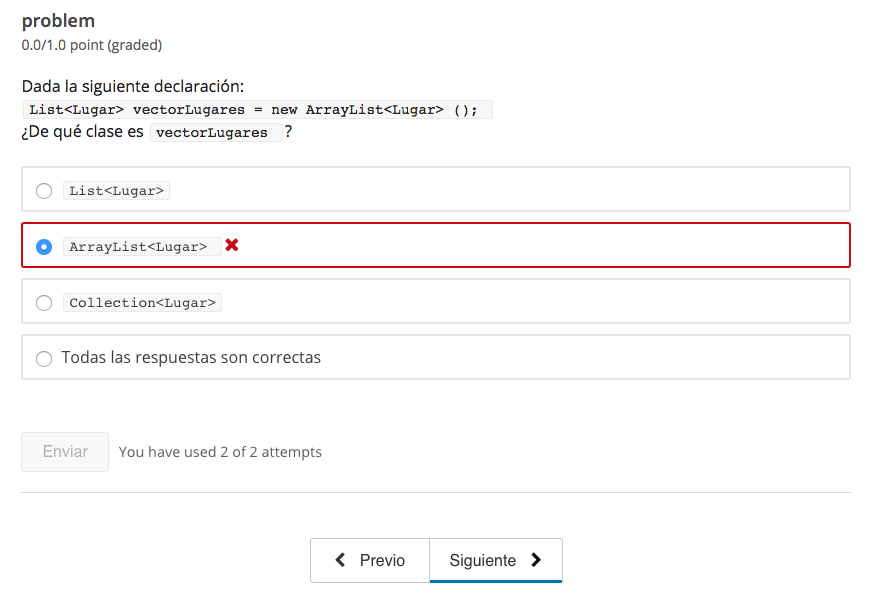 problem
0.0/1.0 point (graded)
Dada la siguiente declaración:
List<Lugar> vectorLugares = new ArrayList<Lugar> ();
¿De qué clase es vectorLugares ?
List<Lugar>
ArrayList<Lugar>
Collection<Lugar>
Todas las respuestas son correctas
Enviar You have used 2 of 2 attempts
Previo Siguiente